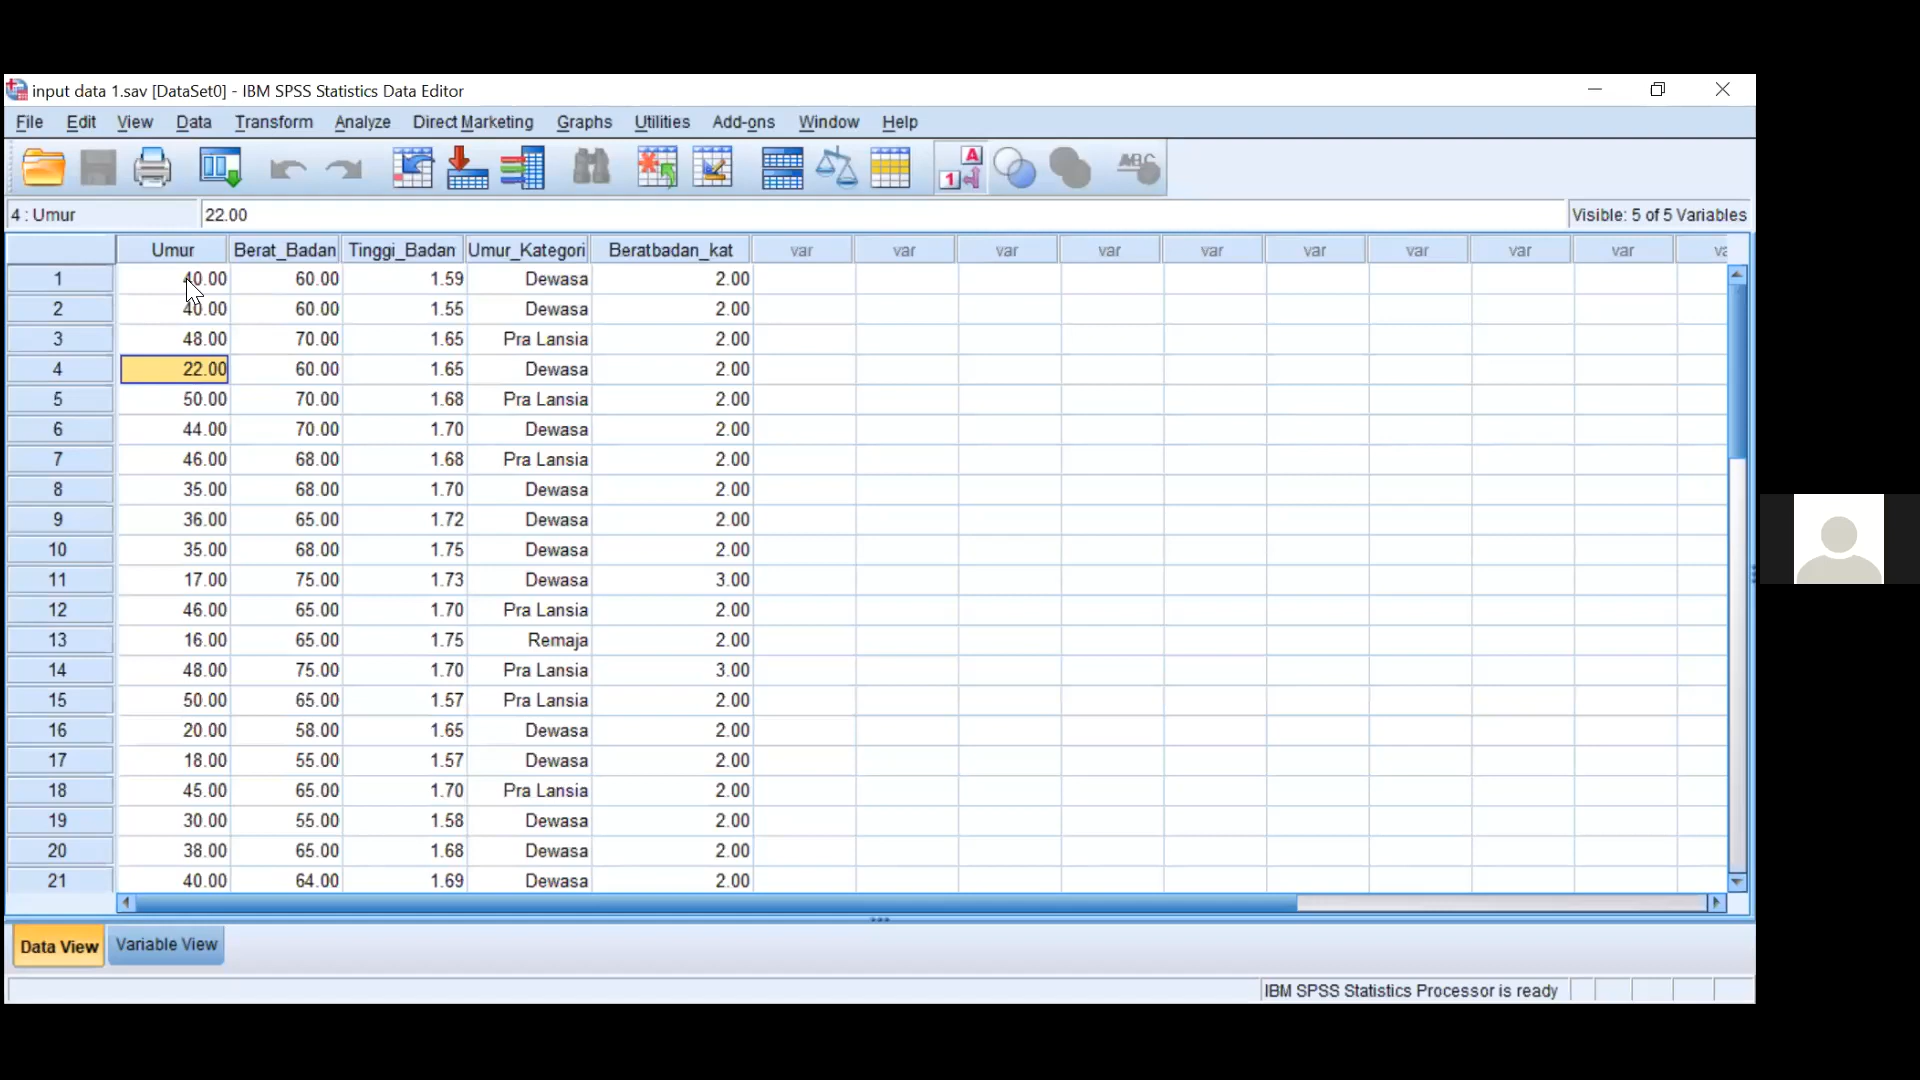 input data 1.sav [DataSet0] - IBM SPSS Statistics Data Editor
File Edit View Data Transform Analyze Direct Marketing Graphs Utilities Add-ons Window Help
A
1
ABC
4 : Umur 22.00 Visible: 5 of 5 Variables
Umur Berat_Badan Tinggi_Badan Umur_Kategori Beratbadan_kat var var var var var var var var var va
1 40.00 60.00 1.59 Dewasa 2.00
2 40.00 60.00 1.55 Dewasa 2.00
3 48.00 70.00 1.65 Pra Lansia 2.00
4 22.00 60.00 1.65 Dewasa 2.00
5 50.00 70.00 1.68 Pra Lansia 2.00
6 44.00 70.00 1.70 Dewasa 2.00
7 46.00 68.00 1.68 Pra Lansia 2.00
8 35.00 68.00 1.70 Dewasa 2.00
9 36.00 65.00 1.72 Dewasa 2.00
10 35.00 68.00 1.75 Dewasa 2.00
11 17.00 75.00 1.73 Dewasa 3.00
12 46.00 65.00 1.70 Pra Lansia 2.00
13 16.00 65.00 1.75 Remaja 2.00
14 48.00 75.00 1.70 Pra Lansia 3.00
15 50.00 65.00 1.57 Pra Lansia 2.00
16 20.00 58.00 1.65 Dewasa 2.00
17 18.00 55.00 1.57 Dewasa 2.00
18 45.00 65.00 1.70 Pra Lansia 2.00
19 30.00 55.00 1.58 Dewasa 2.00
20 38.00 65.00 1.68 Dewasa 2.00
21 40.00 64.00 1.69 Dewasa 2.00
Data View Variable View
IBM SPSS Statistics Processor is ready